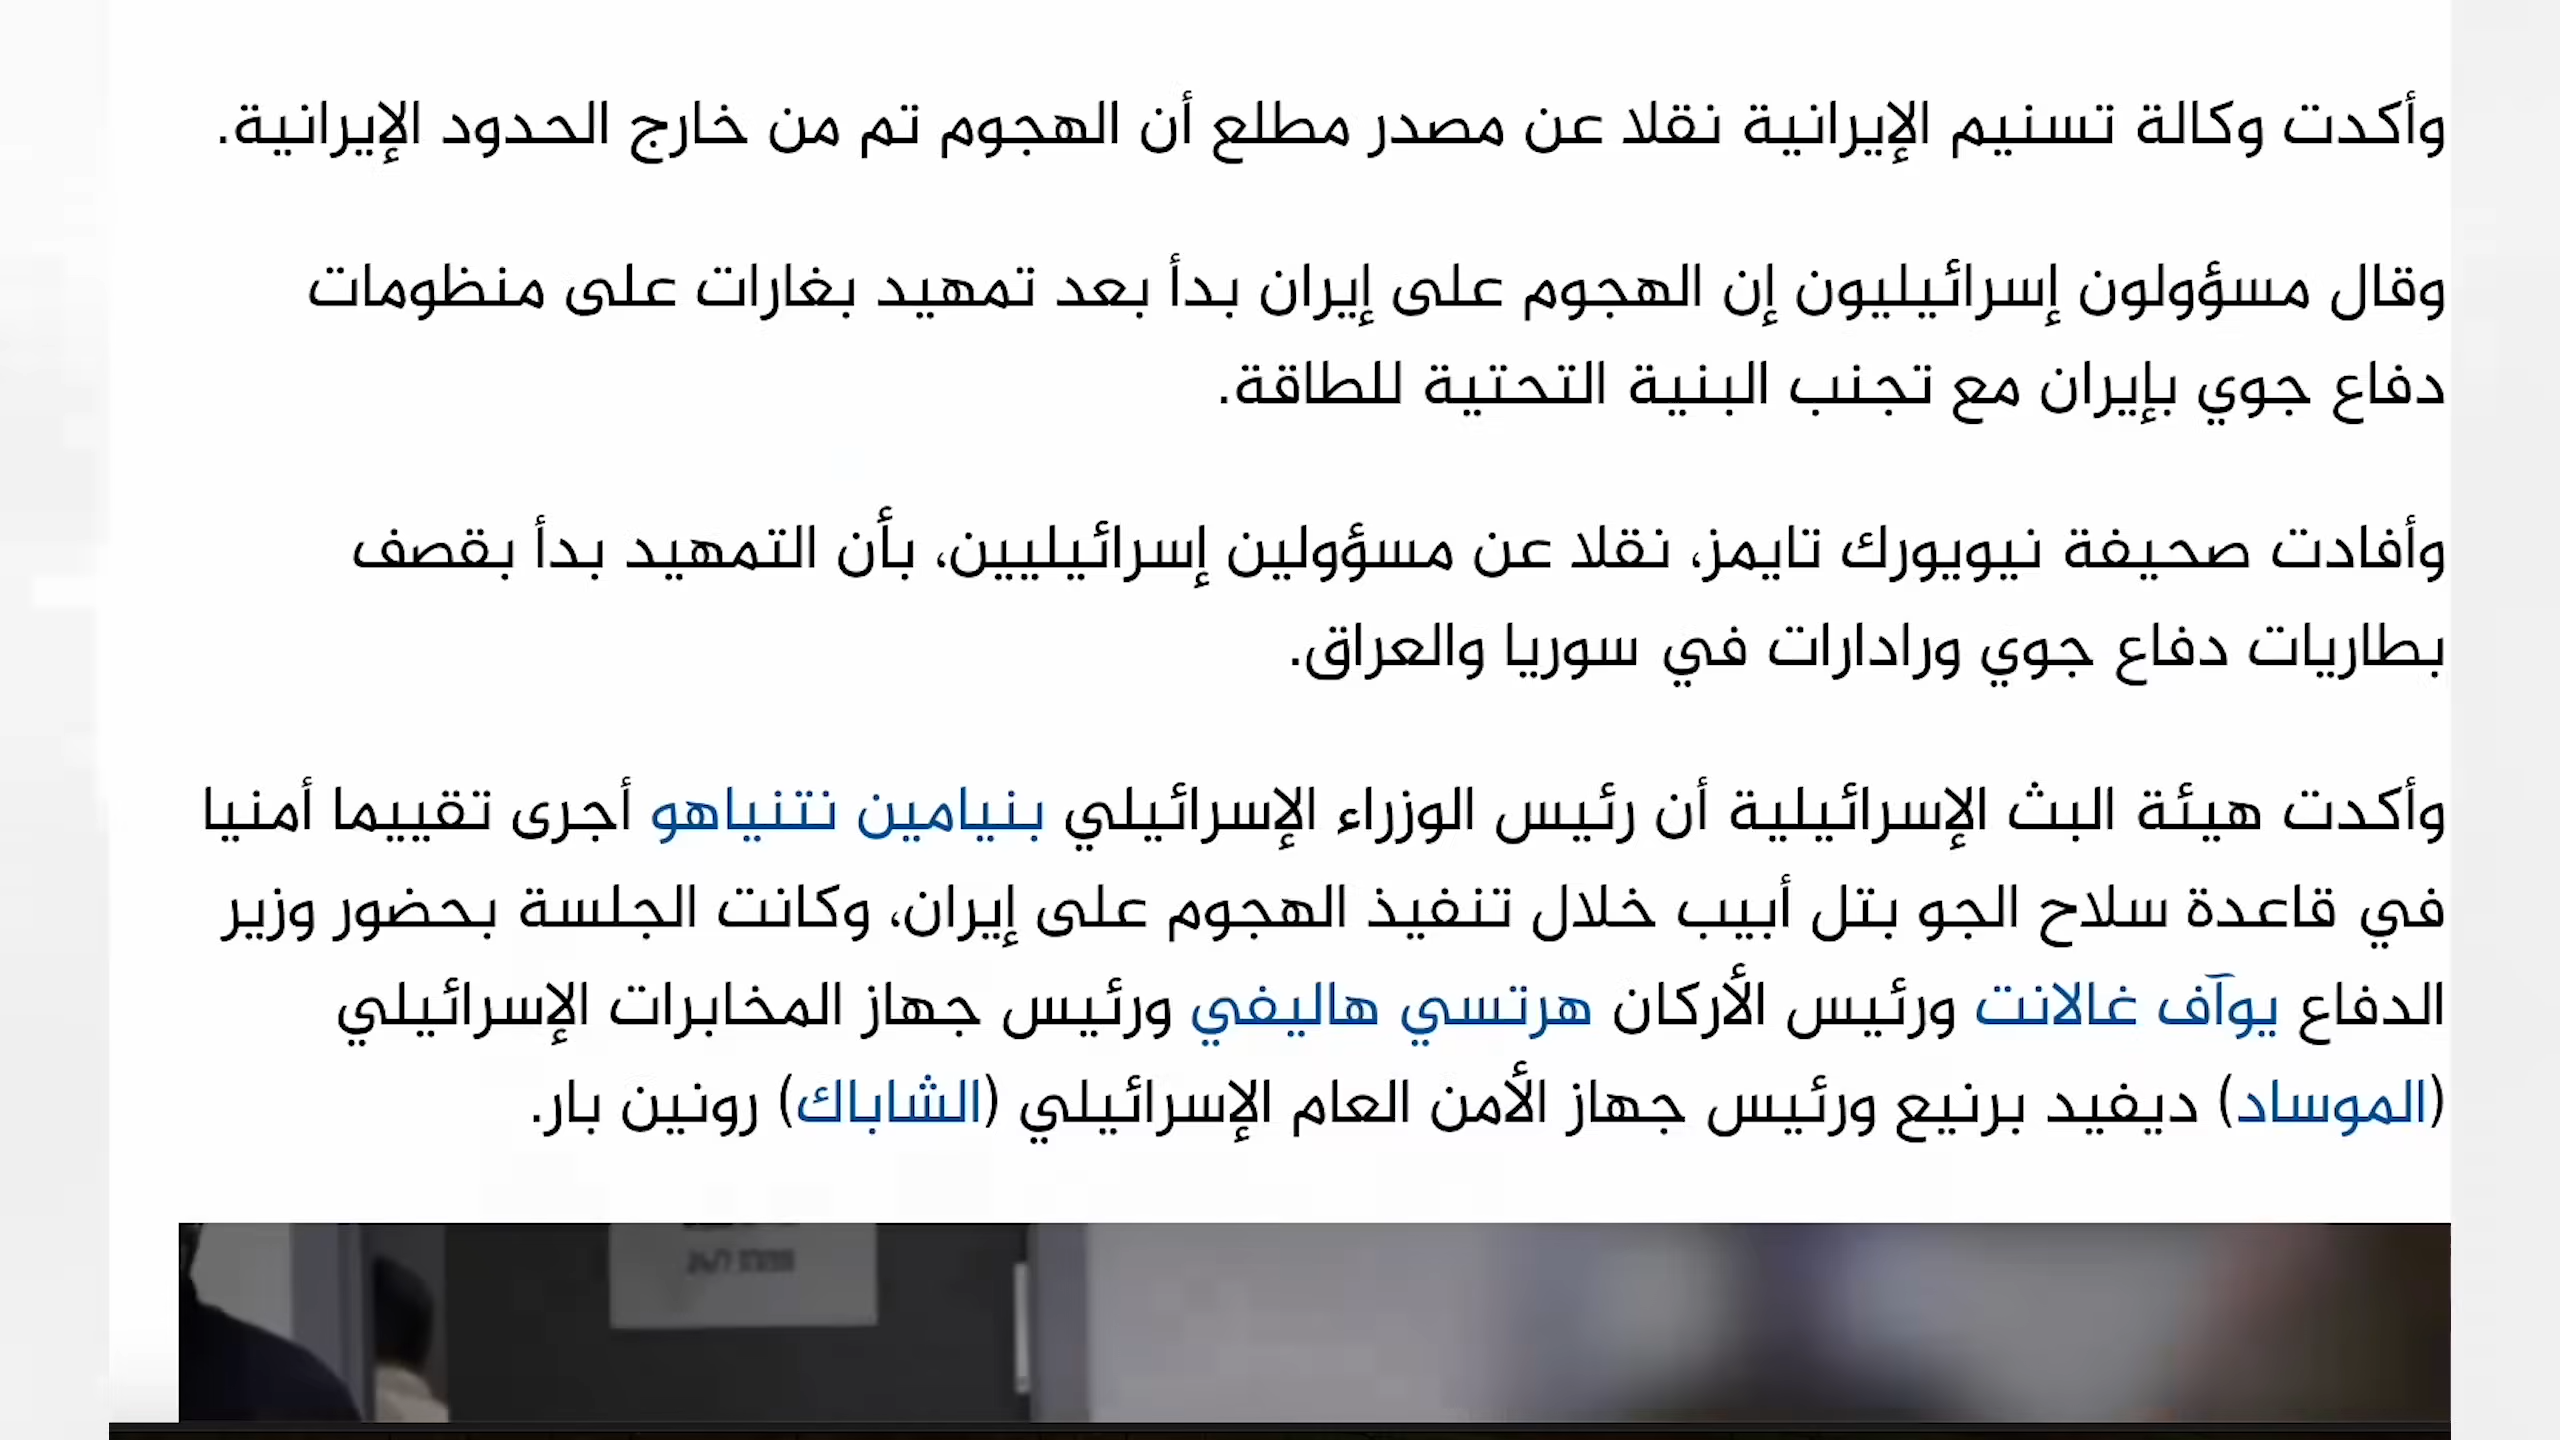 وأكدت وكالة تسنيم الإيرانية نقلا عن مصدر مطلع أن الهجوم تم من خارج الحدود الإيرانية.
وقال مسؤولون إسرائيليون إن الهجوم على إيران بدأ بعد تمهيد بغارات على منظومات
دفاع جوي بإيران مع تجنب البنية التحتية للطاقة.
وأفادت صحيفة نيويورك تايمز، نقلا عن مسؤولين إسرائيليين، بأن التمهيد بدأ بقصف
بطاريات دفاع جوي ورادارات في سوريا والعراق.
وأكدت هيئة البث الإسرائيلية أن رئيس الوزراء الإسرائيلي بنيامين نتنياهو أجرى تقييما أمنيا
في قاعدة سلاح الجو بتل أبيب خلال تنفيذ الهجوم على إيران، وكانت الجلسة بحضور وزير
الدفاع يوآف غالانت ورئيس الأركان هرتسي هاليفي ورئيس جهاز المخابرات الإسرائيلي
(الموساد) ديفيد برنيع ورئيس جهاز الأمن العام الإسرائيلي (الشاباك) رونين بار.